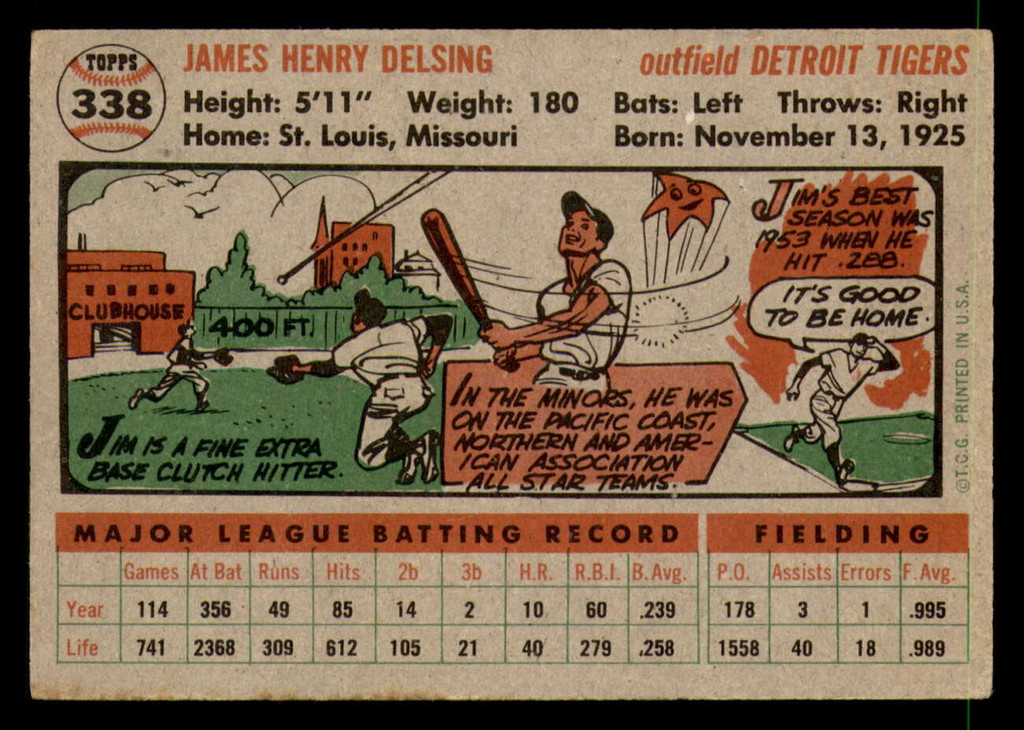 TOPPS
338
JAMES HENRY DELSING
outfield DETROIT TIGERS
Height: 5'11" Weight: 180 Bats: Left Throws: Right
Home: St. Louis, Missouri Born: November 13, 1925
CLUBHOUSE
400 FT.
JIM IS A FINE EXTRA
BASE CLUTCH HITTER.
IN THE MINORS, HE WAS
ON THE PACIFIC COAST,
NORTHERN AND AMER-
ICAN ASSOCIATION
ALL STAR TEAMS.
JIM'S BEST
SEASON WAS
1953 WHEN HE
HIT .288.
IT'S GOOD
TO BE HOME.
©T.C.G. PRINTED IN U.S.A.
MAJOR LEAGUE BATTING RECORD FIELDING
Games At Bat Runs Hits 2b 3b H.R. R.B.I. B.Avg. P.O. Assists Errors F.Avg.
Year 114 356 49 85 14 2 10 60 .239 178 3 1 .995
Life 741 2368 309 612 105 21 40 279 .258 1558 40 18 .989